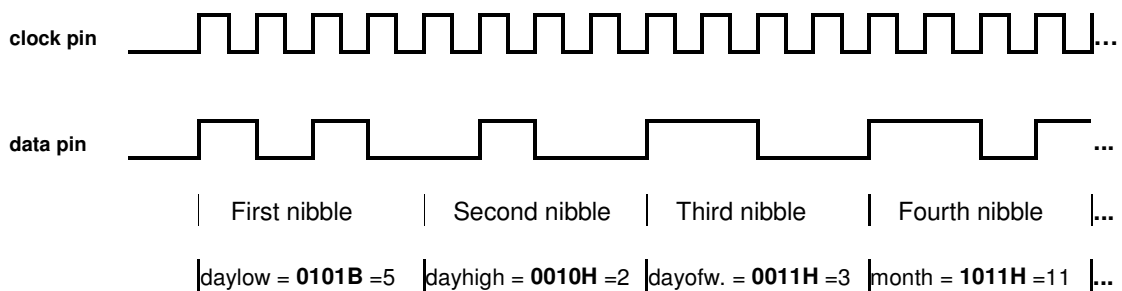 clock pin ...
data pin ...
First nibble Second nibble Third nibble Fourth nibble ...
daylow = 0101B =5 dayhigh = 0010H =2 dayofw. = 0011H =3 month = 1011H =11 ...